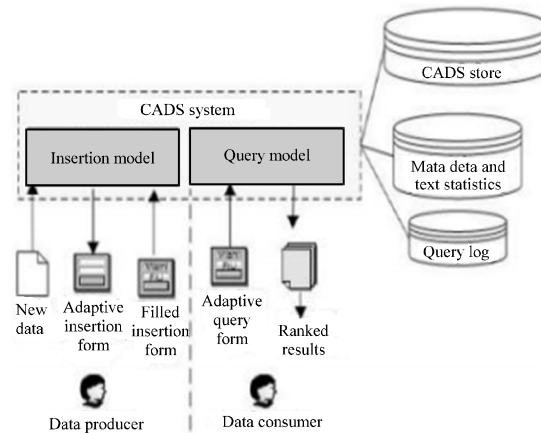 CADS store
CADS system
Insertion model
Query model
Mata deta and
text statistics
Query log
New
data
Adaptive
insertion
form
Filled
insertion
form
Adaptive
query
form
Ranked
results
Data producer
Data consumer